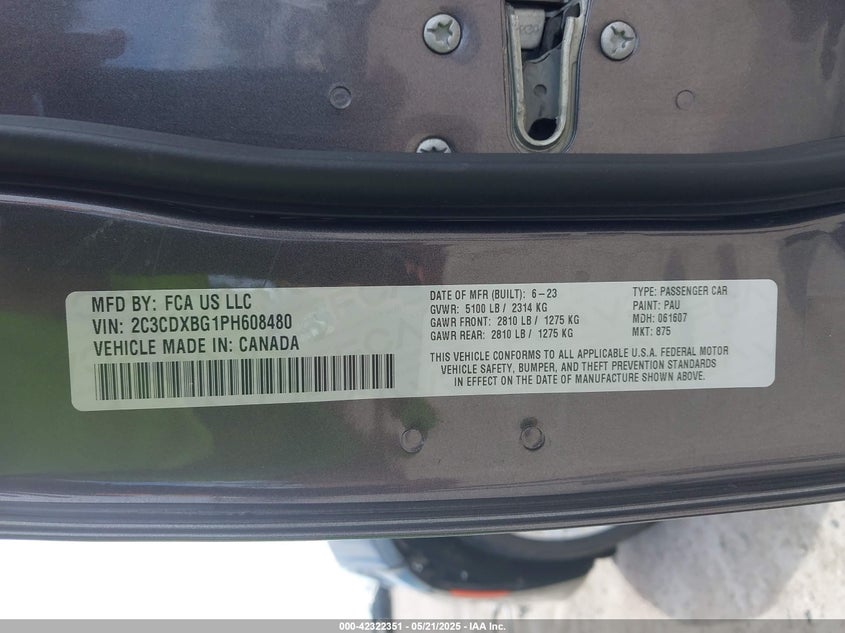 MFD BY: FCA US LLC
VIN: 2C3CDXBG1PH608480
VEHICLE MADE IN: CANADA
DATE OF MFR (BUILT): 6-23
GVWR: 5100 LB / 2314 KG
GAWR FRONT: 2810 LB / 1275 KG
GAWR REAR: 2810 LB / 1275 KG
TYPE: PASSENGER CAR
PAINT: PAU
MDH: 061607
MKT: 875
THIS VEHICLE CONFORMS TO ALL APPLICABLE U.S.A. FEDERAL MOTOR
VEHICLE SAFETY, BUMPER, AND THEFT PREVENTION STANDARDS
IN EFFECT ON THE DATE OF MANUFACTURE SHOWN ABOVE.
000-42322351 - 05/21/2025 - IAAI.com